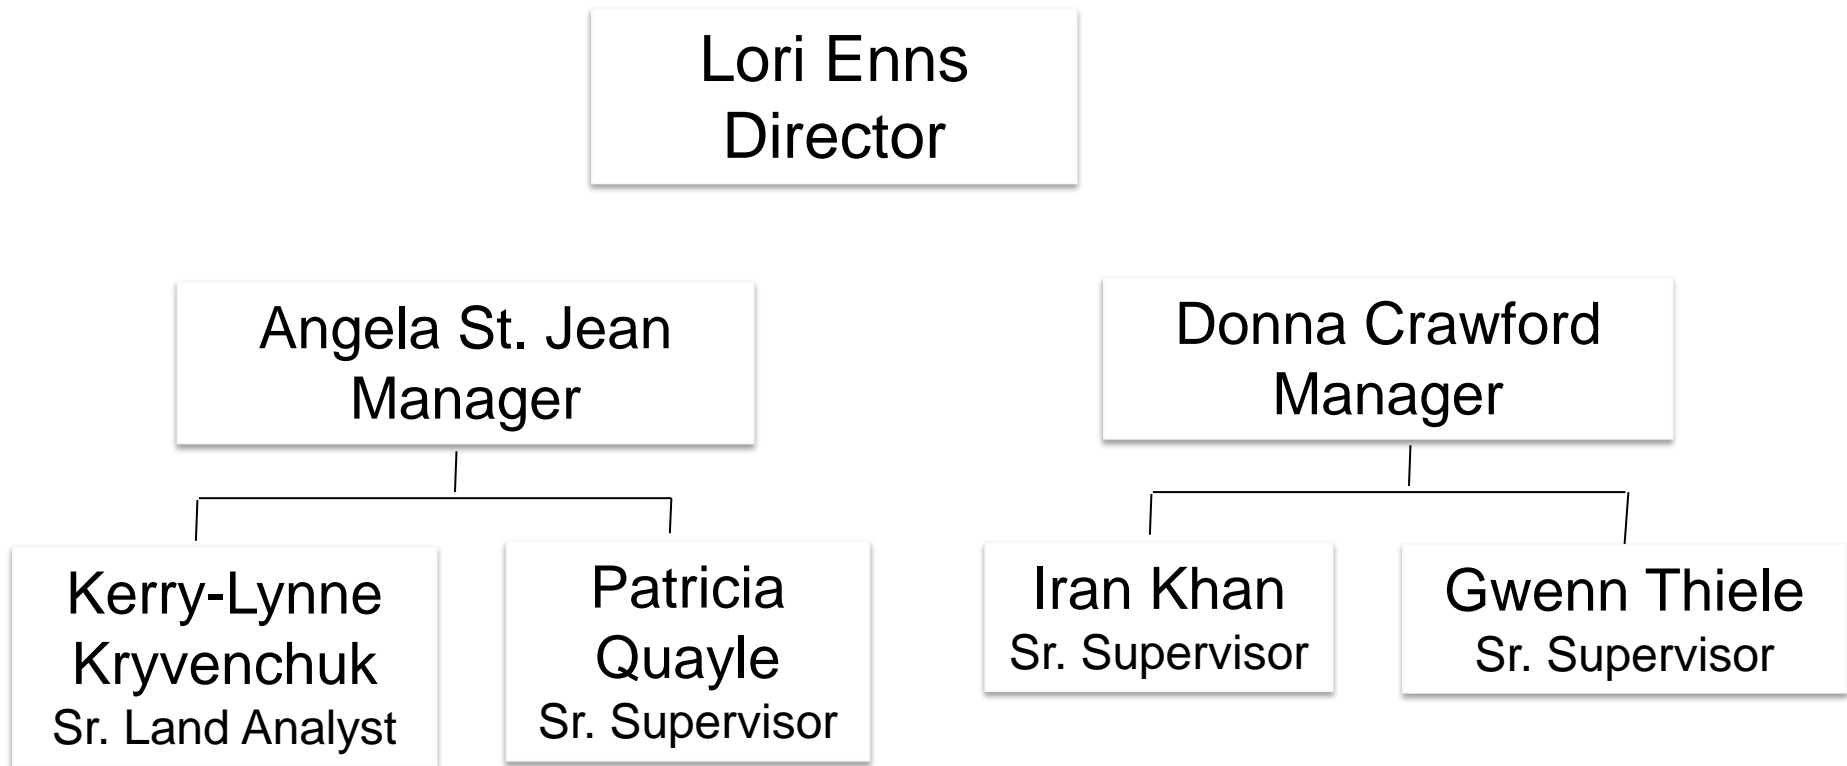 Lori Enns
Director
Angela St. Jean
Manager
Donna Crawford
Manager
Kerry-Lynne
Kryvenchuk
Sr. Land Analyst
Patricia
Quayle
Sr. Supervisor
Iran Khan
Sr. Supervisor
Gwenn Thiele
Sr. Supervisor